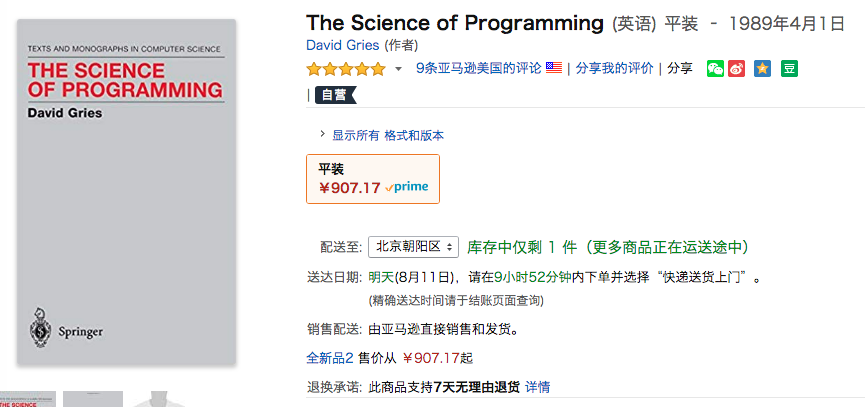 TEXTS AND MONOGRAPHS IN COMPUTER SCIENCE
THE SCIENCE
OF PROGRAMMING
David Gries
Springer
The Science of Programming (英语) 平装 - 1989年4月1日
David Gries (作者)
9条亚马逊美国的评论 | 分享我的评价 | 分享
豆
| 自营
› 显示所有 格式和版本
平装
¥907.17 prime
配送至: 北京朝阳区 库存中仅剩 1 件（更多商品正在运送途中）
送达日期: 明天(8月11日)，请在9小时52分钟内下单并选择“快递送货上门”。
(精确送达时间请于结账页面查询)
销售配送: 由亚马逊直接销售和发货。
全新品2 售价从 ￥907.17起
退换承诺: 此商品支持7天无理由退货 详情
THE SCIENCE